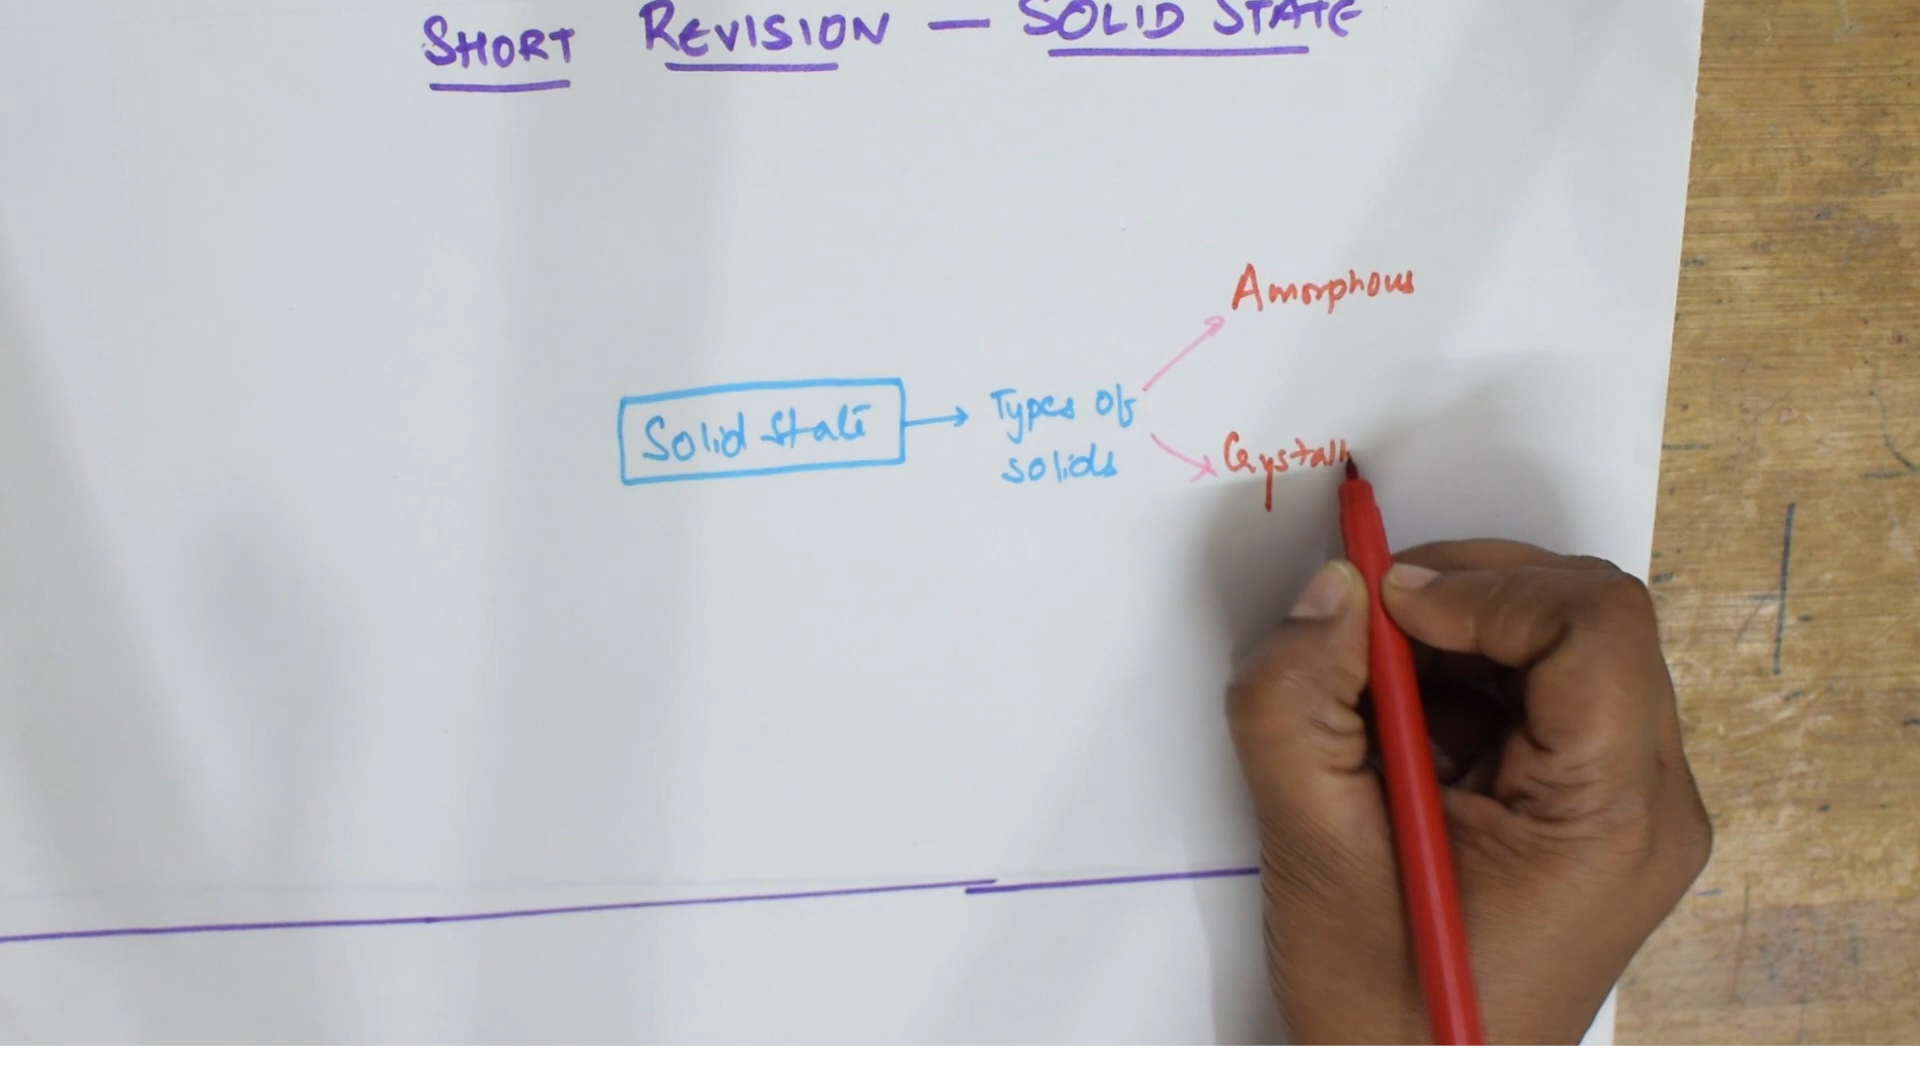 SHORT REVISION — SOLID STATE
Amorphous
Solid State → Types of
solids
Crystall